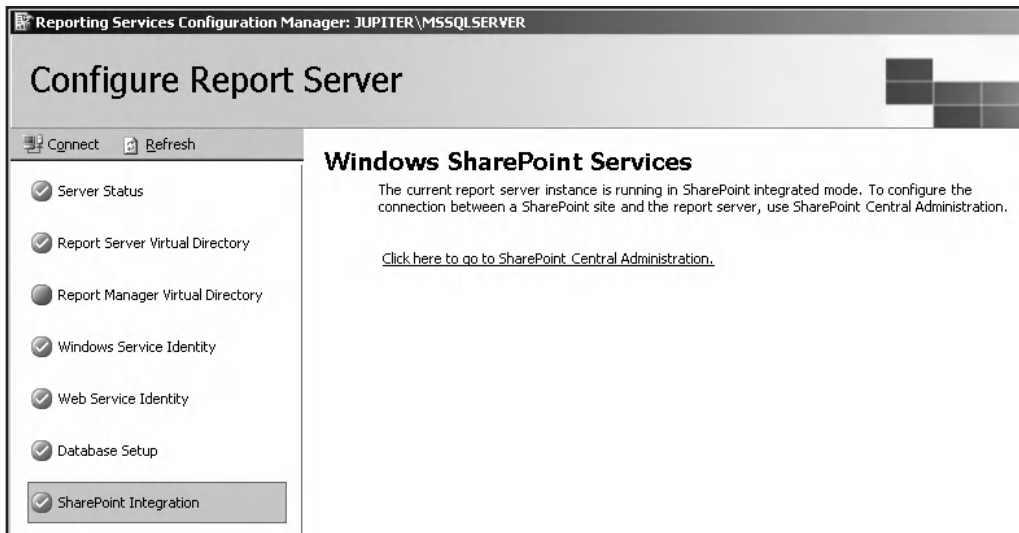 Reporting Services Configuration Manager: JUPITER\MSSQLSERVER
Configure Report Server
Connect Refresh
Server Status
Report Server Virtual Directory
Report Manager Virtual Directory
Windows Service Identity
Web Service Identity
Database Setup
SharePoint Integration
Windows SharePoint Services
The current report server instance is running in SharePoint integrated mode. To configure the
connection between a SharePoint site and the report server, use SharePoint Central Administration.
Click here to go to SharePoint Central Administration.